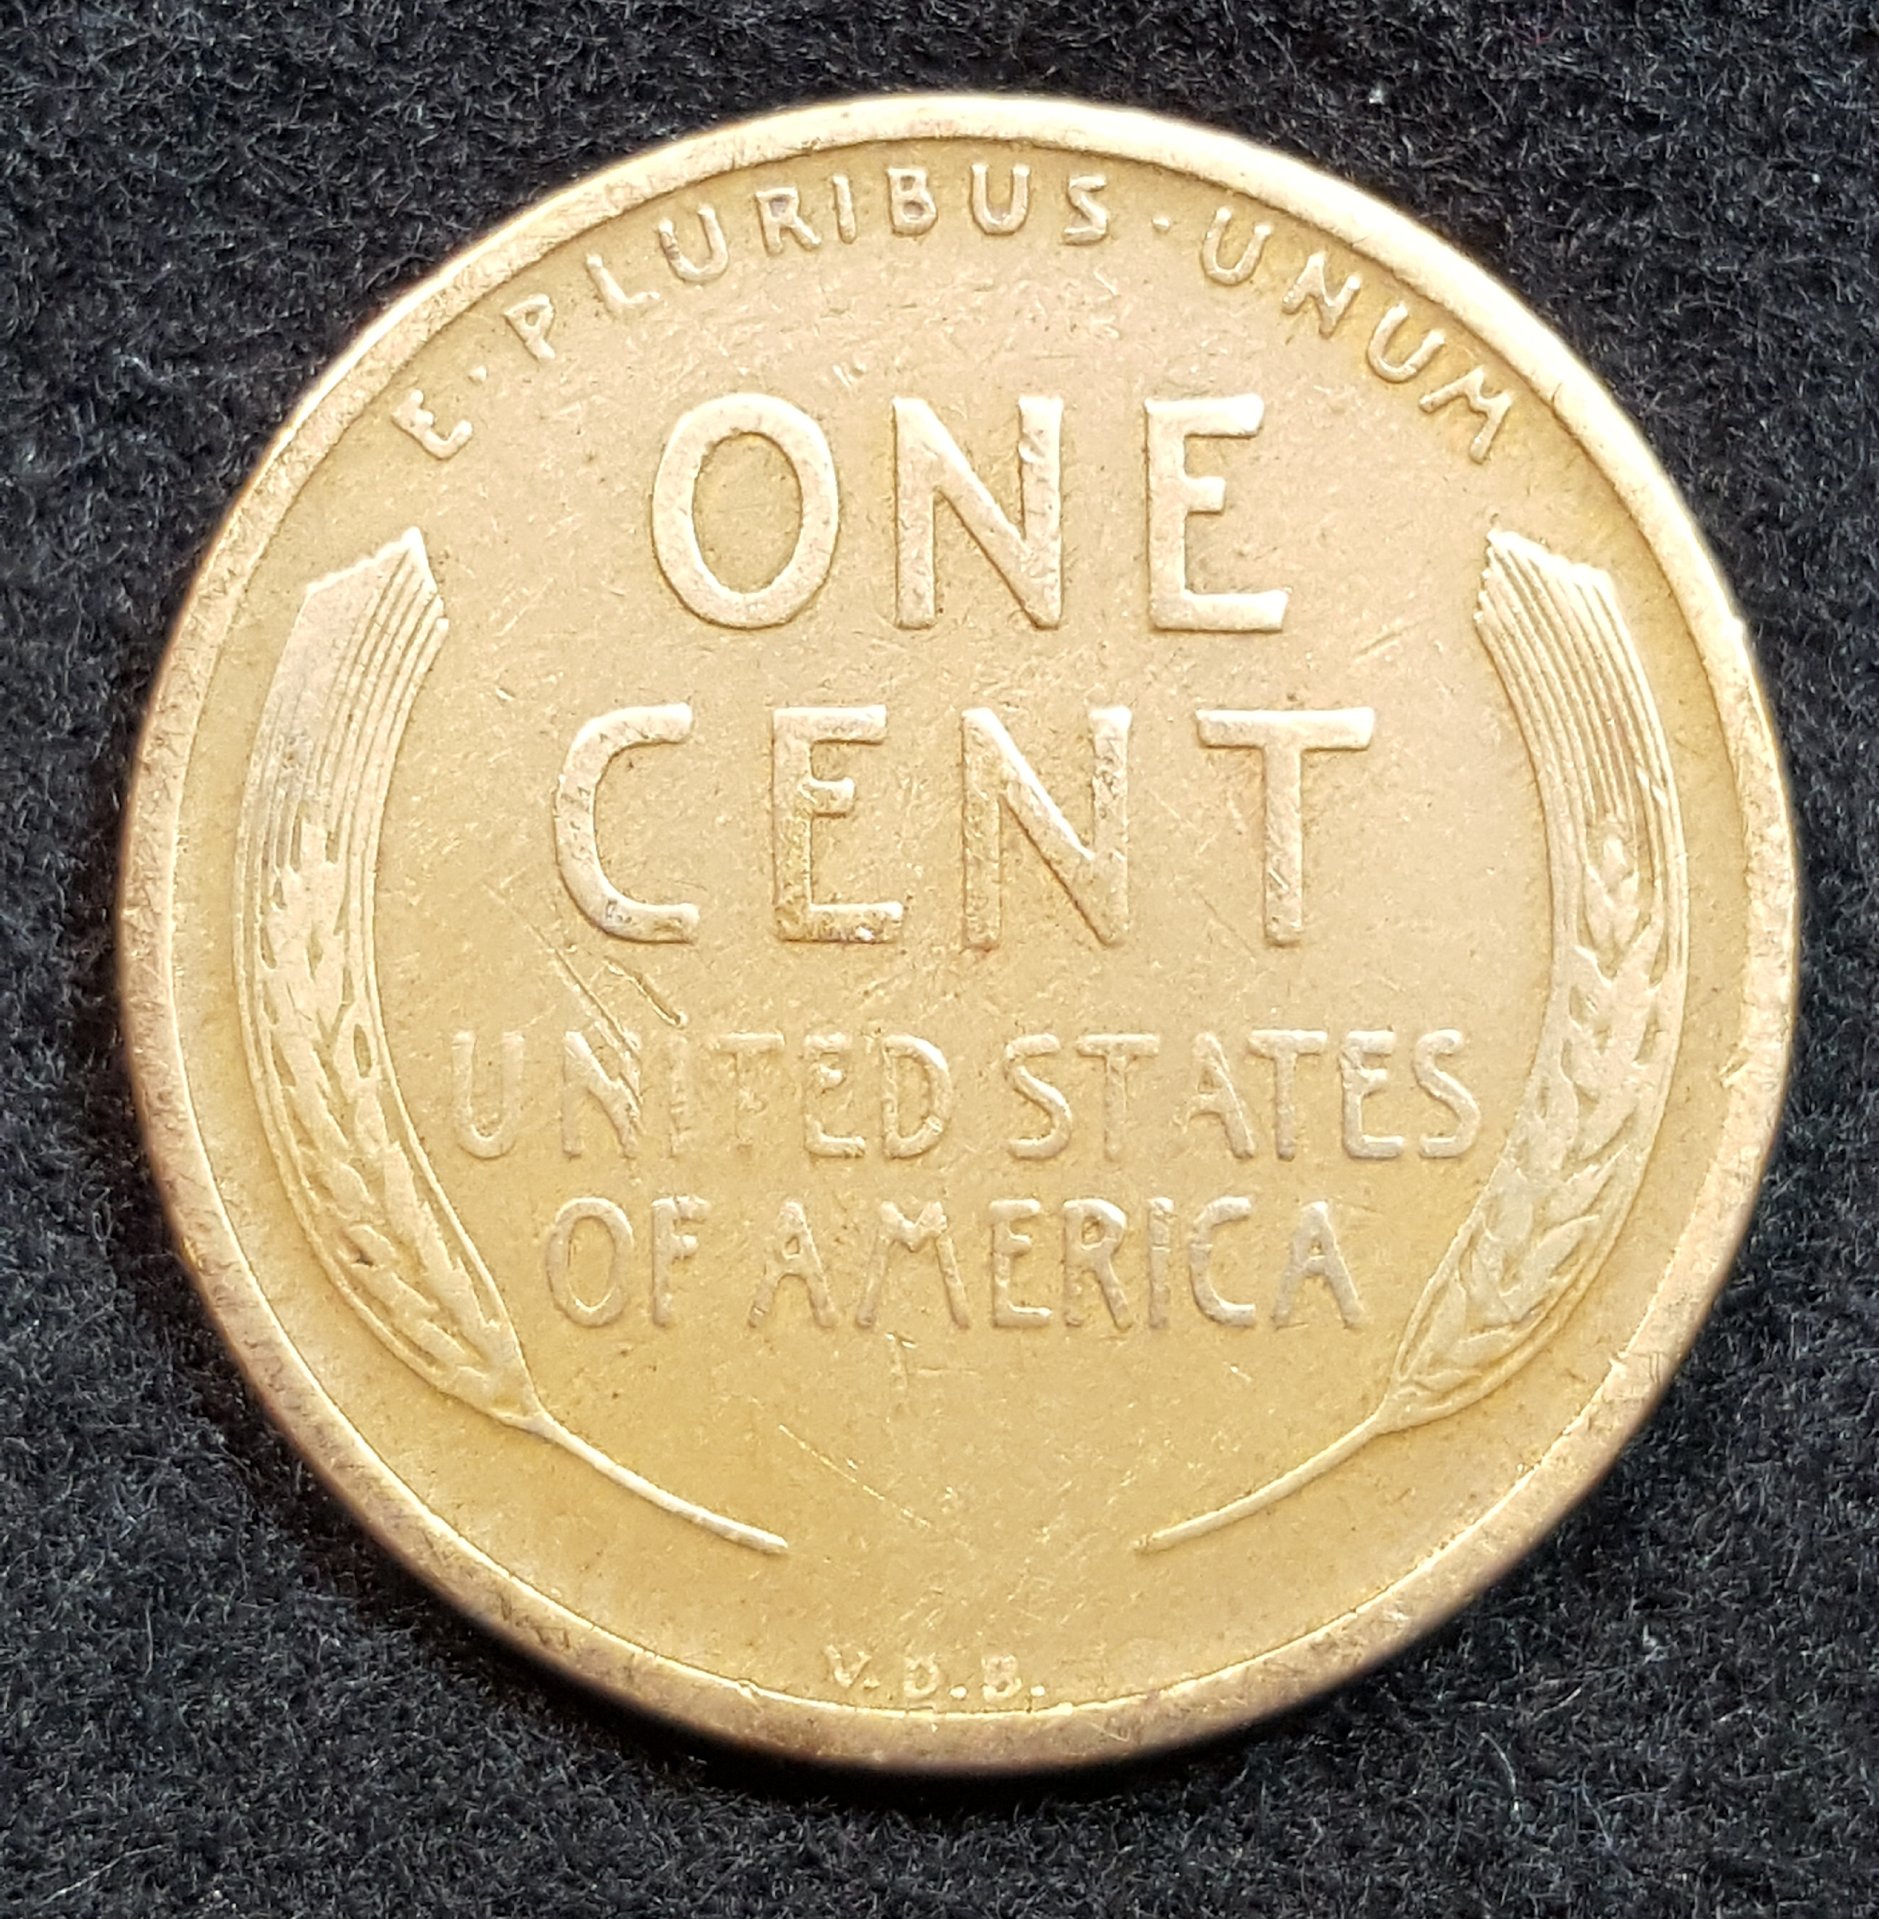 E·PLURIBUS·UNUM
ONE
CENT
UNITED STATES
OF AMERICA
V.D.B.